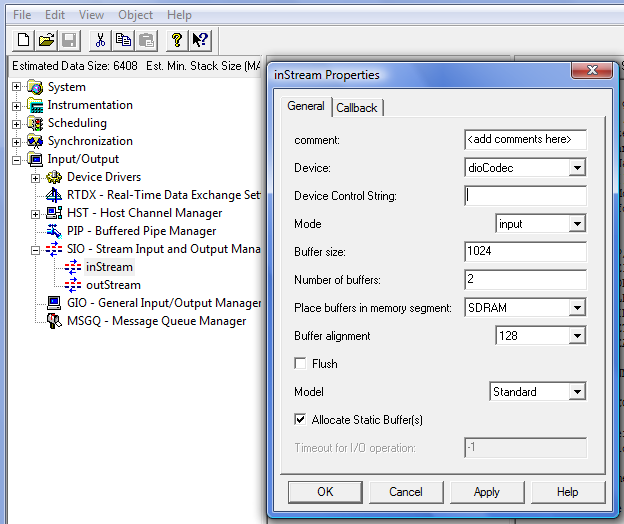 File Edit View Object Help
Estimated Data Size: 6408 Est. Min. Stack Size (MA
System
Instrumentation
Scheduling
Synchronization
Input/Output
Device Drivers
RTDX - Real-Time Data Exchange Set
HST - Host Channel Manager
PIP - Buffered Pipe Manager
SIO - Stream Input and Output Mana
inStream
outStream
GIO - General Input/Output Manager
MSGQ - Message Queue Manager
inStream Properties
General Callback
comment: <add comments here>
Device: dioCodec
Device Control String:
Mode input
Buffer size: 1024
Number of buffers: 2
Place buffers in memory segment: SDRAM
Buffer alignment 128
Flush
Model Standard
Allocate Static Buffer(s)
Timeout for I/O operation: -1
OK Cancel Apply Help